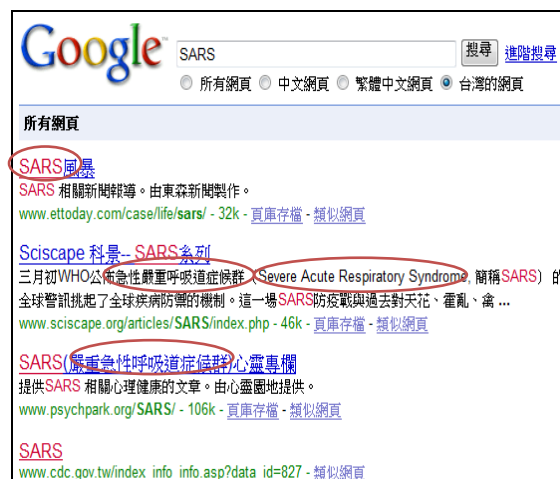 Google SARS 搜尋 進階搜尋
所有網頁 中文網頁 繁體中文網頁 台灣的網頁
所有網頁
SARS風暴
SARS 相關新聞報導。由東森新聞製作。
www.ettoday.com/case/life/sars/ - 32k - 頁庫存檔 - 類似網頁
Sciscape 科景-- SARS系列
三月初WHO公佈急性嚴重呼吸道症候群（Severe Acute Respiratory Syndrome, 簡稱SARS）的
全球警訊挑起了全球疾病防禦的機制。這一場SARS防疫戰與過去對天花、霍亂、禽 ...
www.sciscape.org/articles/SARS/index.php - 46k - 頁庫存檔 - 類似網頁
SARS(嚴重急性呼吸道症候群)心靈專欄
提供SARS 相關心理健康的文章。由心靈園地提供。
www.psychpark.org/SARS/ - 106k - 頁庫存檔 - 類似網頁
SARS
www.cdc.gov.tw/index_info_info.asp?data_id=827 - 類似網頁